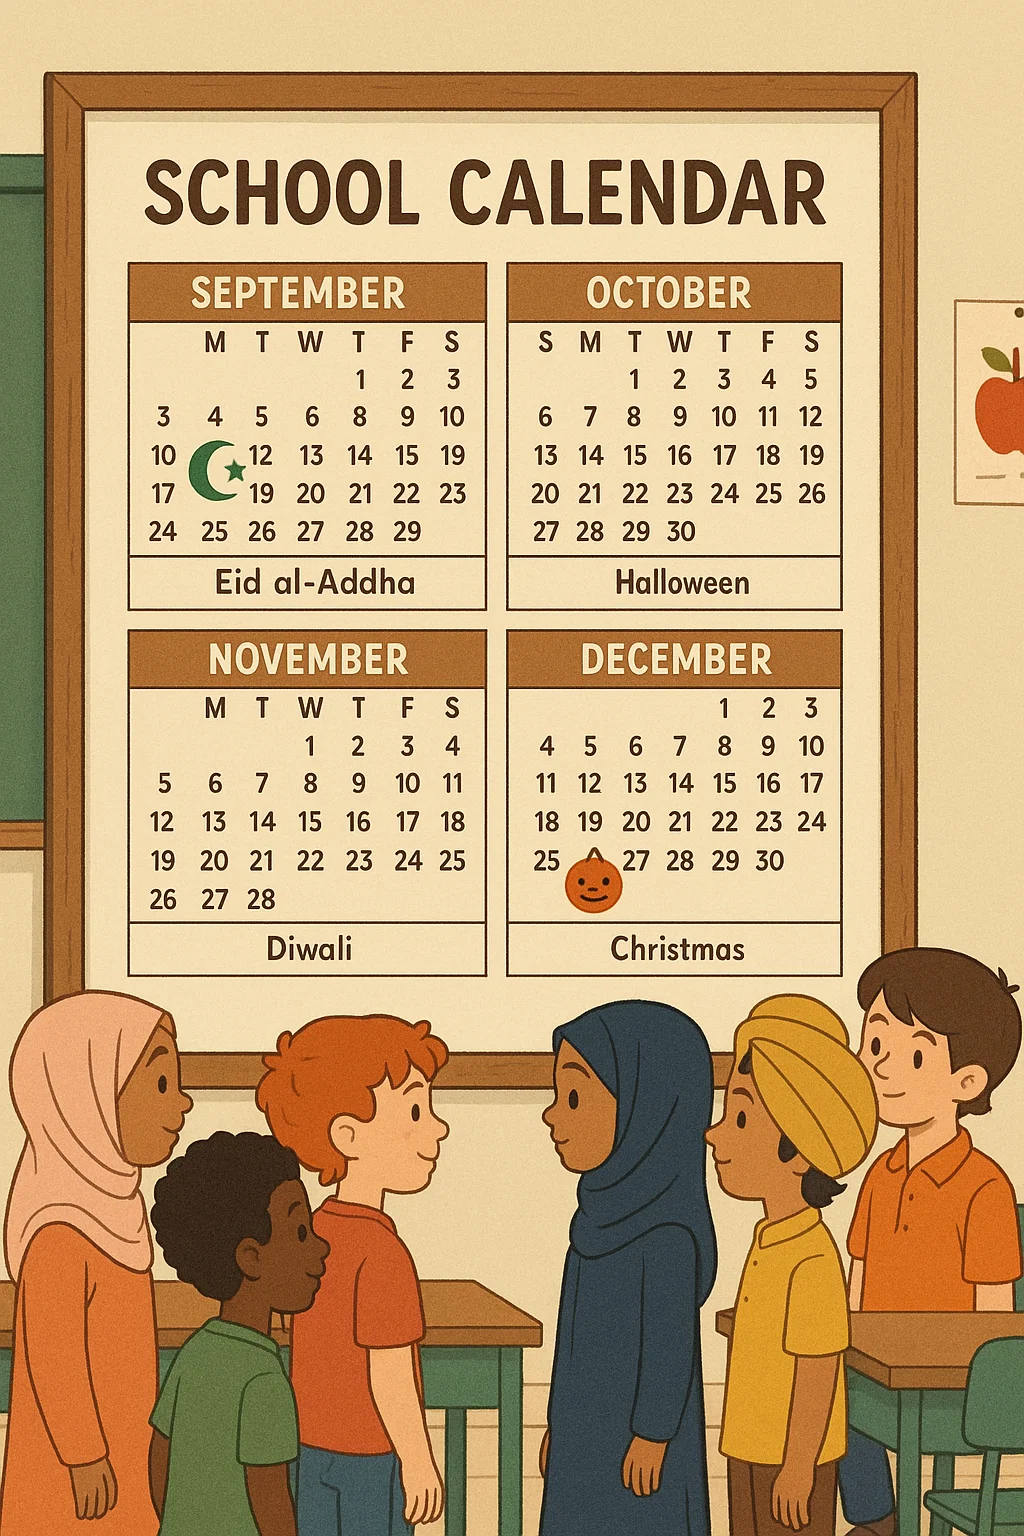 SCHOOL CALENDAR
SEPTEMBER
M T W T F S
1 2 3
3 4 5 6 8 9 10
10 12 13 14 15 19
17 19 20 21 22 23
24 25 26 27 28 29
Eid al-Addha
OCTOBER
S M T W T F S
1 2 3 4 5
6 7 8 9 10 11 12
13 14 15 16 17 18 19
20 21 22 23 24 25 26
27 28 29 30
Halloween
NOVEMBER
M T W T F S
1 2 3 4
5 6 7 8 9 10 11
12 13 14 15 16 17 18
19 20 21 22 23 24 25
26 27 28
Diwali
DECEMBER
1 2 3
4 5 6 7 8 9 10
11 12 13 14 15 16 17
18 19 20 21 22 23 24
25 27 28 29 30
Christmas